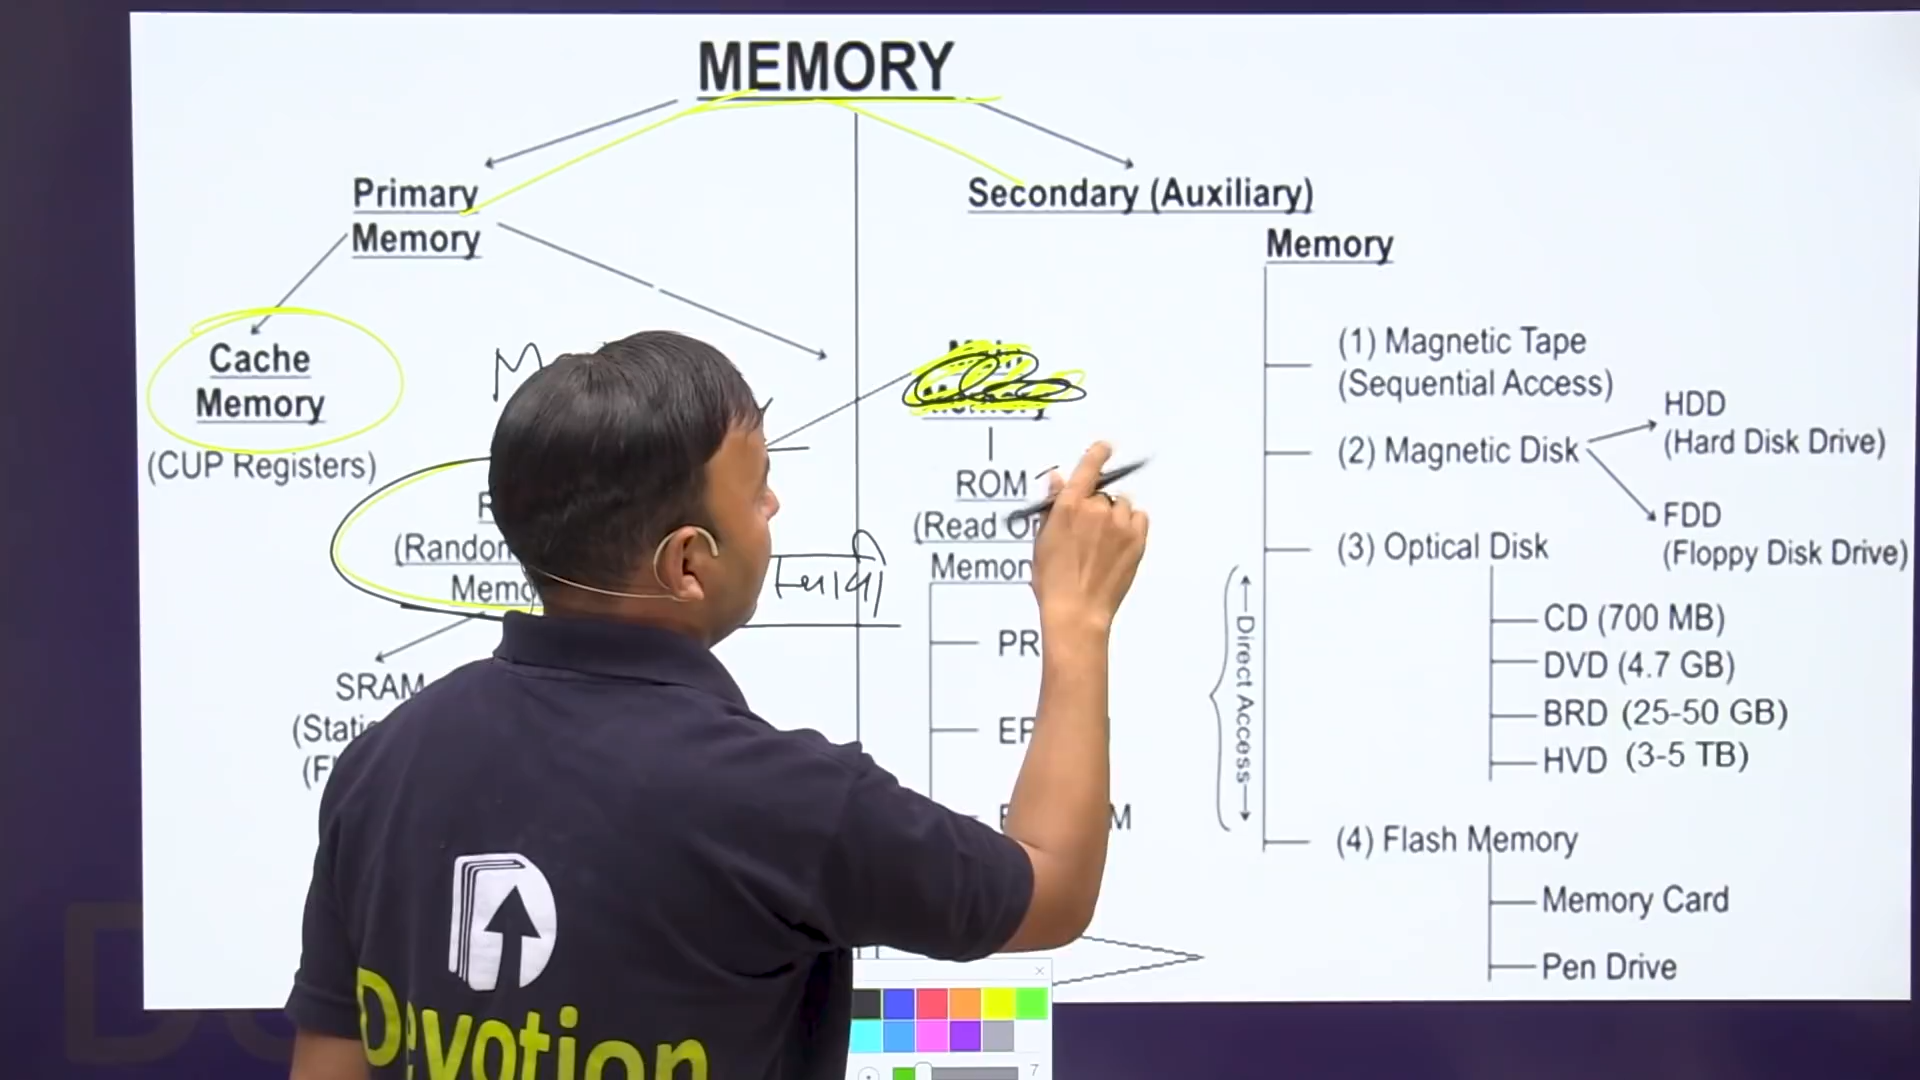 MEMORY
Primary
Memory
Secondary (Auxiliary)
Memory
Cache
Memory
(CUP Registers)
SRAM
ROM
(Read
(1) Magnetic Tape
(Sequential Access)
(2) Magnetic Disk
HDD
(Hard Disk Drive)
FDD
(Floppy Disk Drive)
(3) Optical Disk
CD (700 MB)
DVD (4.7 GB)
BRD (25-50 GB)
HVD (3-5 TB)
Direct Access
(4) Flash Memory
Memory Card
Pen Drive
Devotion
7